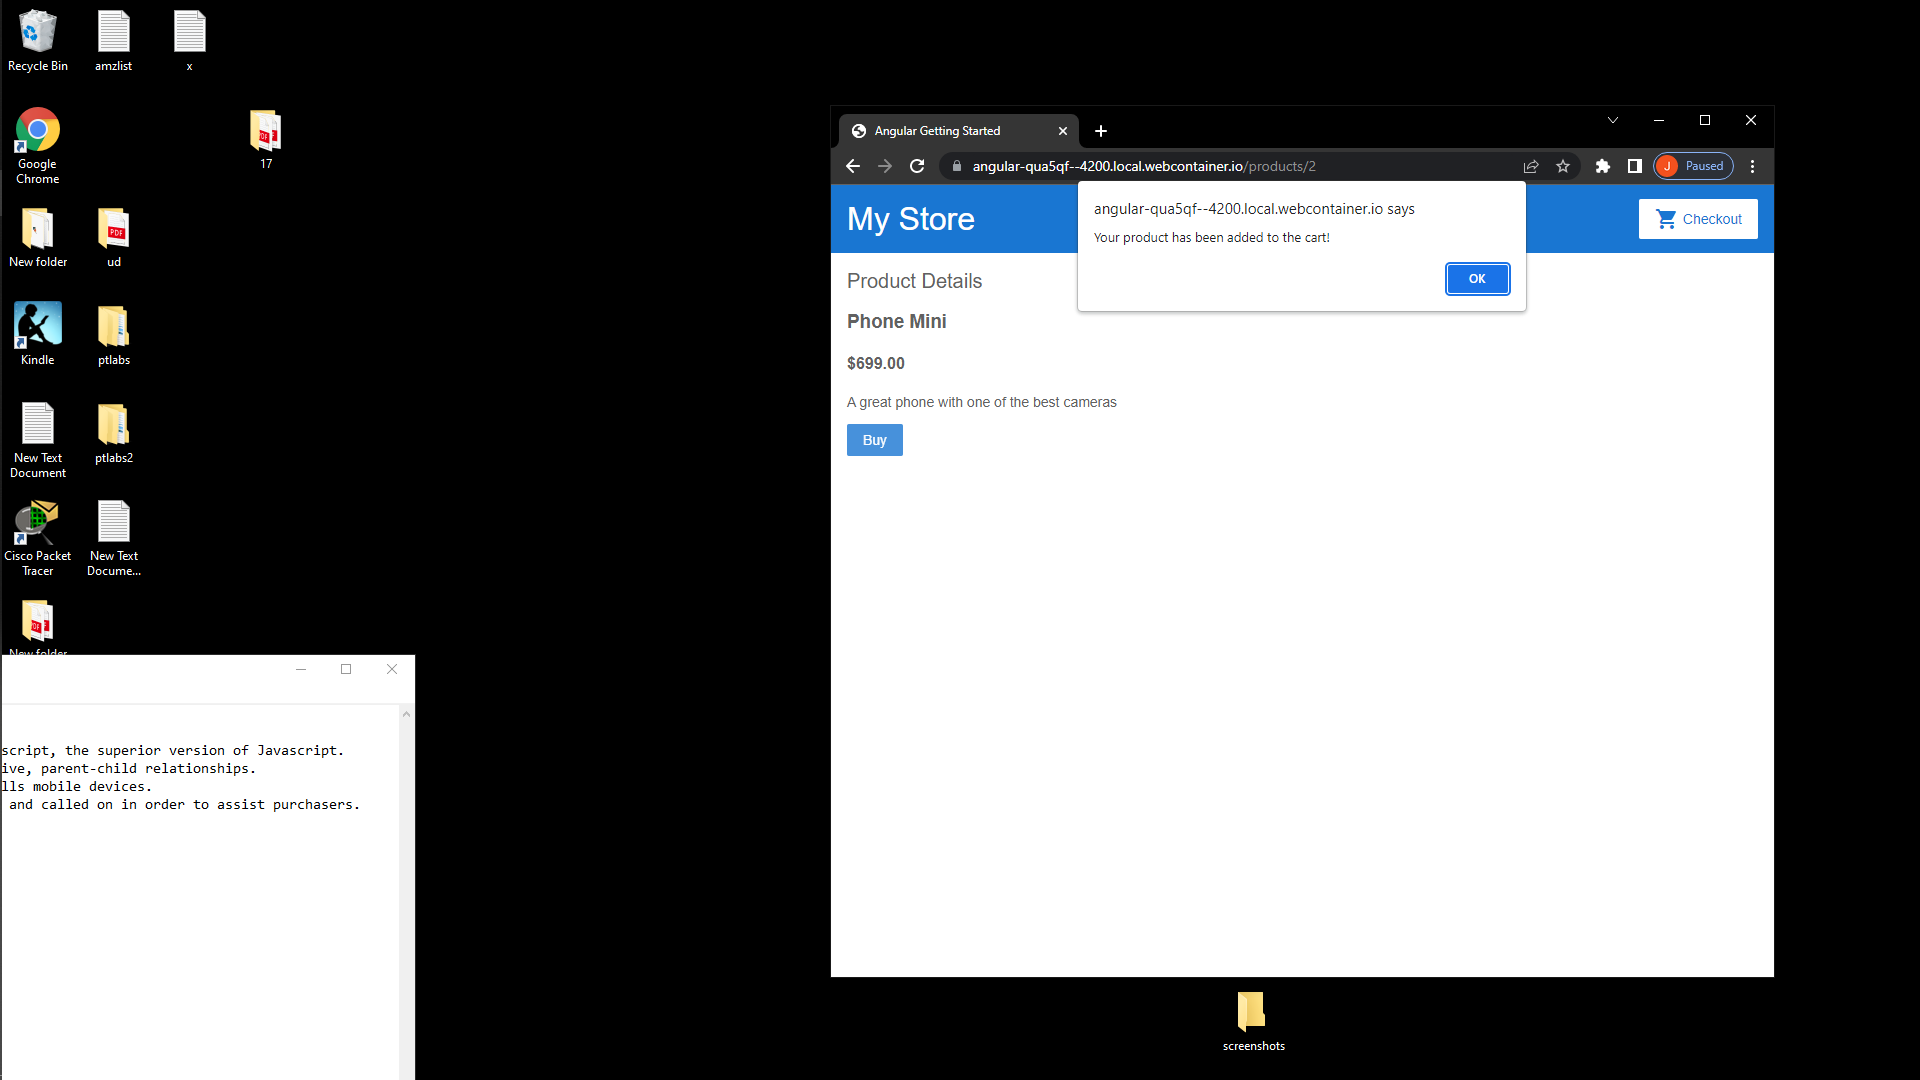 Recycle Bin
amzlist
x
Google
Chrome
17
New folder
ud
Kindle
ptlabs
New Text
Document
ptlabs2
Cisco Packet
Tracer
New Text
Docume...
New folder
script, the superior version of Javascript.
ive, parent-child relationships.
lls mobile devices.
and called on in order to assist purchasers.
Angular Getting Started
angular-qua5qf--4200.local.webcontainer.io/products/2
J Paused
My Store
Checkout
angular-qua5qf--4200.local.webcontainer.io says
Your product has been added to the cart!
OK
Product Details
Phone Mini
$699.00
A great phone with one of the best cameras
Buy
screenshots